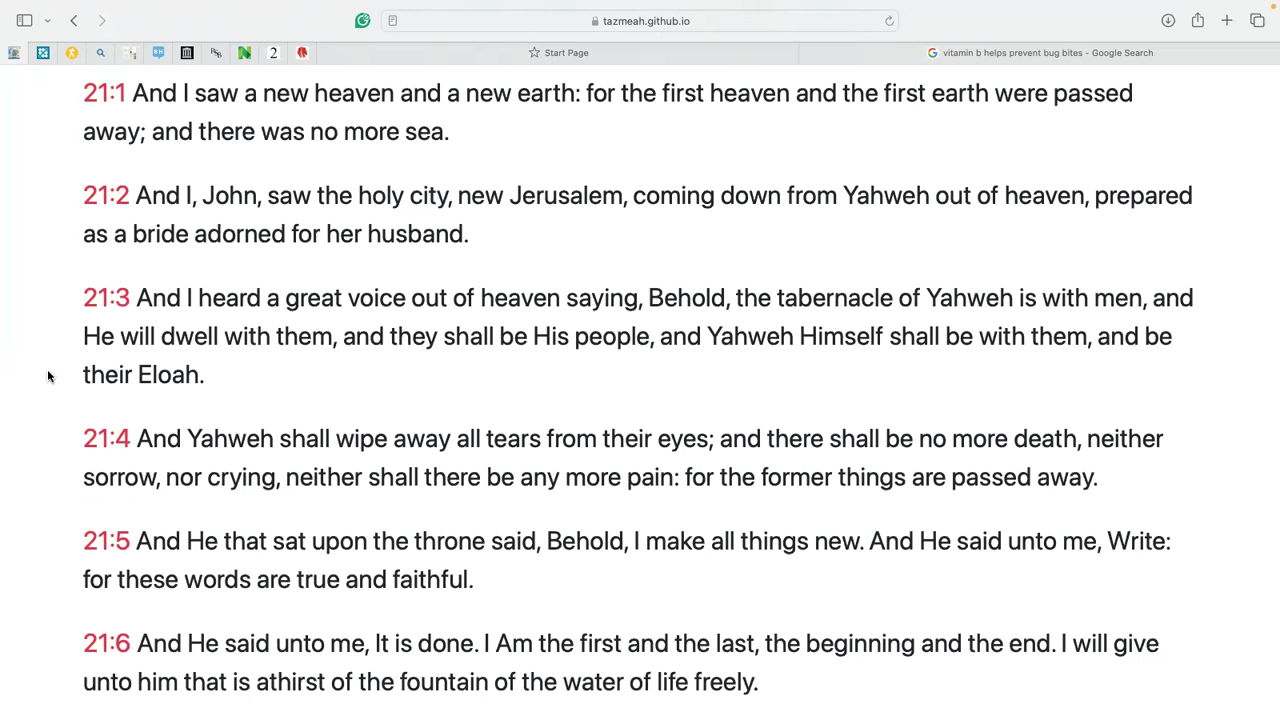 tazmeah.github.io
BH
N
2
Start Page
vitamin b helps prevent bug bites - Google Search
21:1 And I saw a new heaven and a new earth: for the first heaven and the first earth were passed
away; and there was no more sea.
21:2 And I, John, saw the holy city, new Jerusalem, coming down from Yahweh out of heaven, prepared
as a bride adorned for her husband.
21:3 And I heard a great voice out of heaven saying, Behold, the tabernacle of Yahweh is with men, and
He will dwell with them, and they shall be His people, and Yahweh Himself shall be with them, and be
their Eloah.
21:4 And Yahweh shall wipe away all tears from their eyes; and there shall be no more death, neither
sorrow, nor crying, neither shall there be any more pain: for the former things are passed away.
21:5 And He that sat upon the throne said, Behold, I make all things new. And He said unto me, Write:
for these words are true and faithful.
21:6 And He said unto me, It is done. I Am the first and the last, the beginning and the end. I will give
unto him that is athirst of the fountain of the water of life freely.